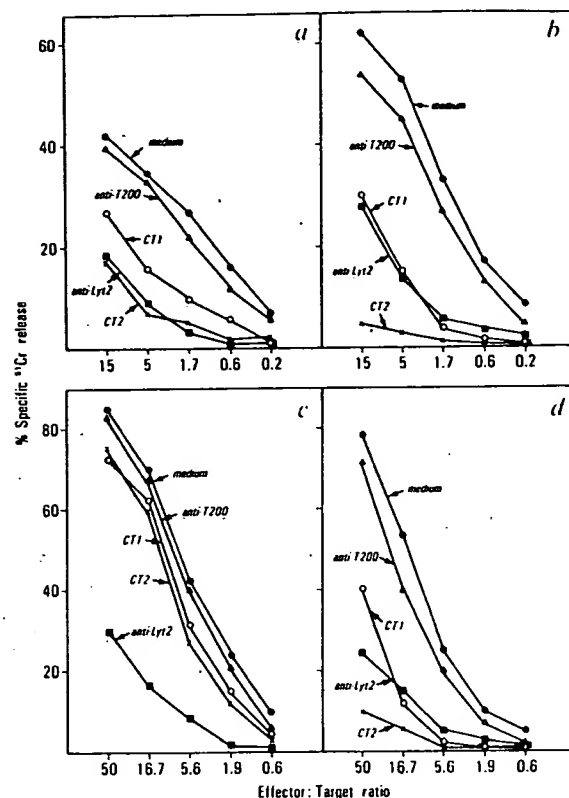 a
60
40
20
medium
anti-T200
CT1
anti-Lyt2
CT2
15 5 1.7 0.6 0.2
b
medium
anti T200
CT1
anti Lyt2
CT2
15 5 1.7 0.6 0.2
% Specific ⁵¹Cr release
c
80
60
40
20
medium
anti-T200
CT1
CT2
anti-Lyt2
50 16.7 5.6 1.9 0.6
d
medium
anti T200
CT1
anti-Lyt2
CT2
50 16.7 5.6 1.9 0.6
Effector: Target ratio